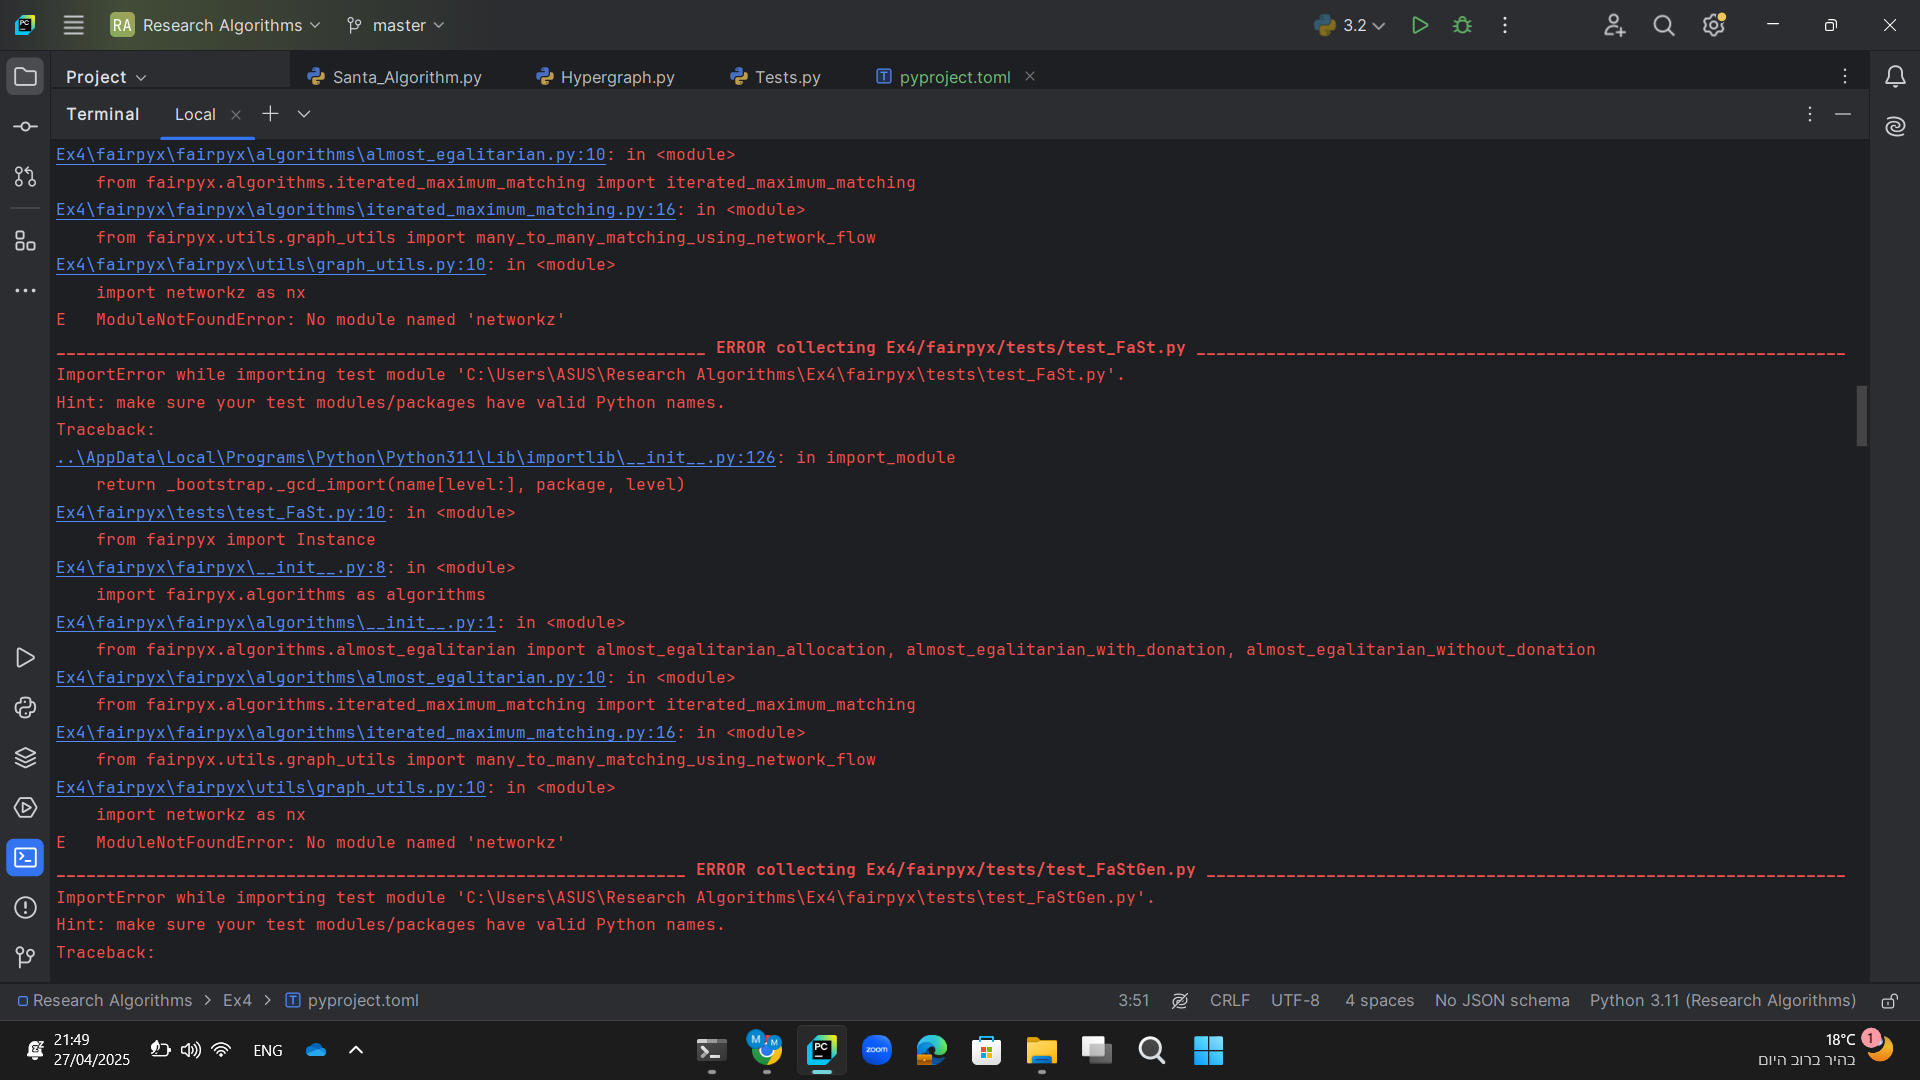 RA Research Algorithms master 3.2
Project Santa_Algorithm.py Hypergraph.py Tests.py pyproject.toml
Terminal Local
Ex4\fairpyx\fairpyx\algorithms\almost_egalitarian.py:10: in <module>
from fairpyx.algorithms.iterated_maximum_matching import iterated_maximum_matching
Ex4\fairpyx\fairpyx\algorithms\iterated_maximum_matching.py:16: in <module>
from fairpyx.utils.graph_utils import many_to_many_matching_using_network_flow
Ex4\fairpyx\fairpyx\utils\graph_utils.py:10: in <module>
import networkz as nx
E   ModuleNotFoundError: No module named 'networkz'
_________________________________________________________________ ERROR collecting Ex4/fairpyx/tests/test_FaSt.py _________________________________________________________________
ImportError while importing test module 'C:\Users\ASUS\Research Algorithms\Ex4\fairpyx\tests\test_FaSt.py'.
Hint: make sure your test modules/packages have valid Python names.
Traceback:
..\AppData\Local\Programs\Python\Python311\Lib\importlib\__init__.py:126: in import_module
return _bootstrap._gcd_import(name[level:], package, level)
Ex4\fairpyx\tests\test_FaSt.py:10: in <module>
from fairpyx import Instance
Ex4\fairpyx\fairpyx\__init__.py:8: in <module>
import fairpyx.algorithms as algorithms
Ex4\fairpyx\fairpyx\algorithms\__init__.py:1: in <module>
from fairpyx.algorithms.almost_egalitarian import almost_egalitarian_allocation, almost_egalitarian_with_donation, almost_egalitarian_without_donation
Ex4\fairpyx\fairpyx\algorithms\almost_egalitarian.py:10: in <module>
from fairpyx.algorithms.iterated_maximum_matching import iterated_maximum_matching
Ex4\fairpyx\fairpyx\algorithms\iterated_maximum_matching.py:16: in <module>
from fairpyx.utils.graph_utils import many_to_many_matching_using_network_flow
Ex4\fairpyx\fairpyx\utils\graph_utils.py:10: in <module>
import networkz as nx
E   ModuleNotFoundError: No module named 'networkz'
_______________________________________________________________ ERROR collecting Ex4/fairpyx/tests/test_FaStGen.py ________________________________________________________________
ImportError while importing test module 'C:\Users\ASUS\Research Algorithms\Ex4\fairpyx\tests\test_FaStGen.py'.
Hint: make sure your test modules/packages have valid Python names.
Traceback:
Research Algorithms > Ex4 > pyproject.toml 3:51 CRLF UTF-8 4 spaces No JSON schema Python 3.11 (Research Algorithms)
21:49
27/04/2025
ENG
PC
zoom
18°C
בהיר ברוב היום
1